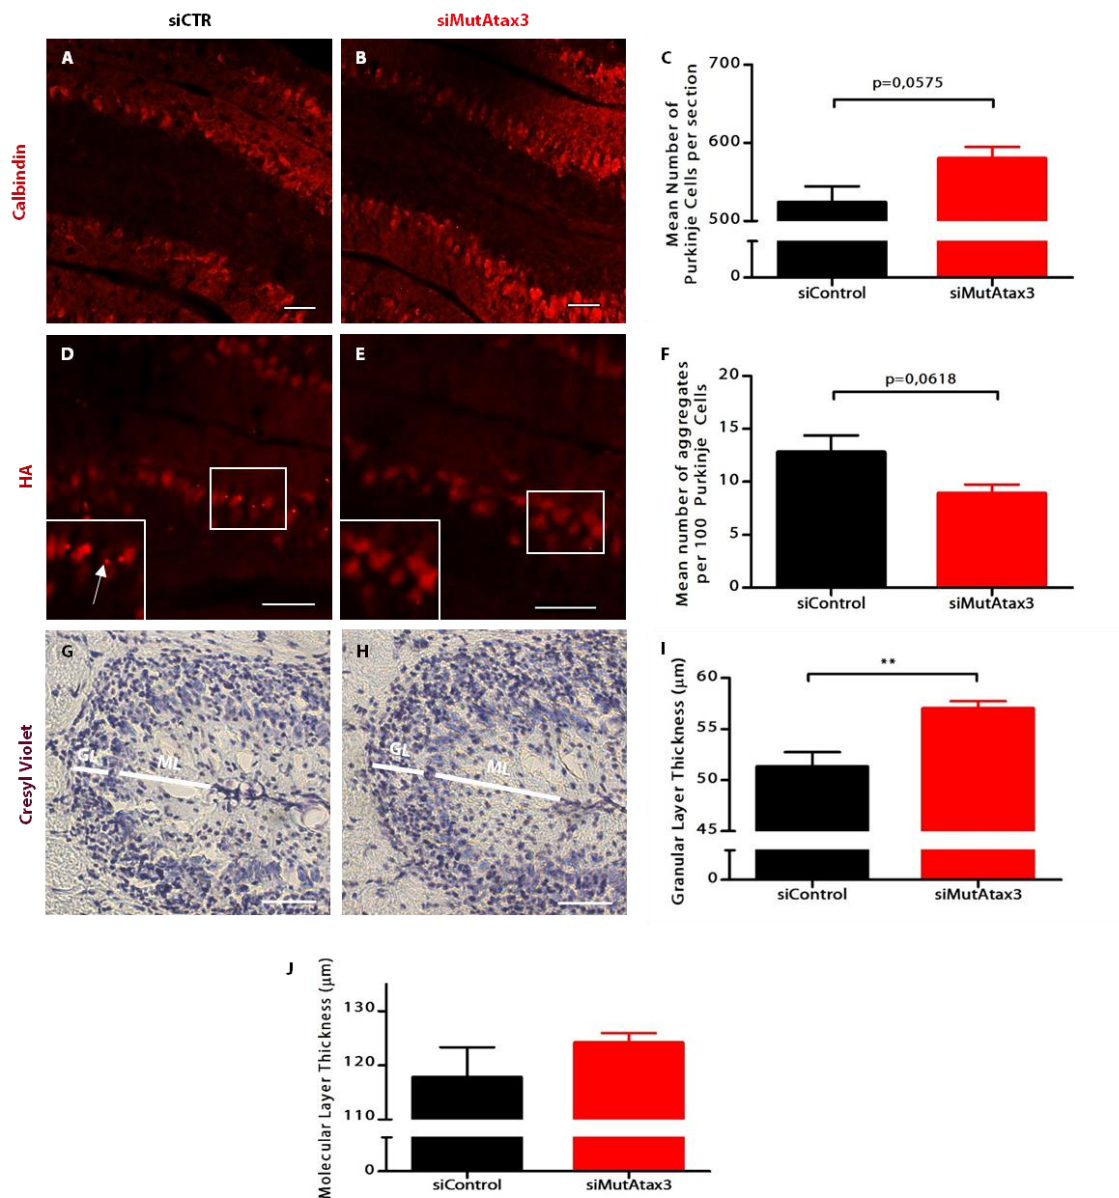 siCTR
siMutAtax3
Calbindin
A
B
C
Mean Number of
Purkinje Cells per section
700
600
500
0
p=0,0575
siControl
siMutAtax3
HA
D
E
F
Mean number of aggregates
per 100 Purkinje Cells
20
15
10
5
0
p=0,0618
siControl
siMutAtax3
Cresyl Violet
G
GL
ML
H
GL
ML
I
Granular Layer Thickness (μm)
60
55
50
45
0
**
siControl
siMutAtax3
J
Molecular Layer Thickness (μm)
130
120
110
0
siControl
siMutAtax3